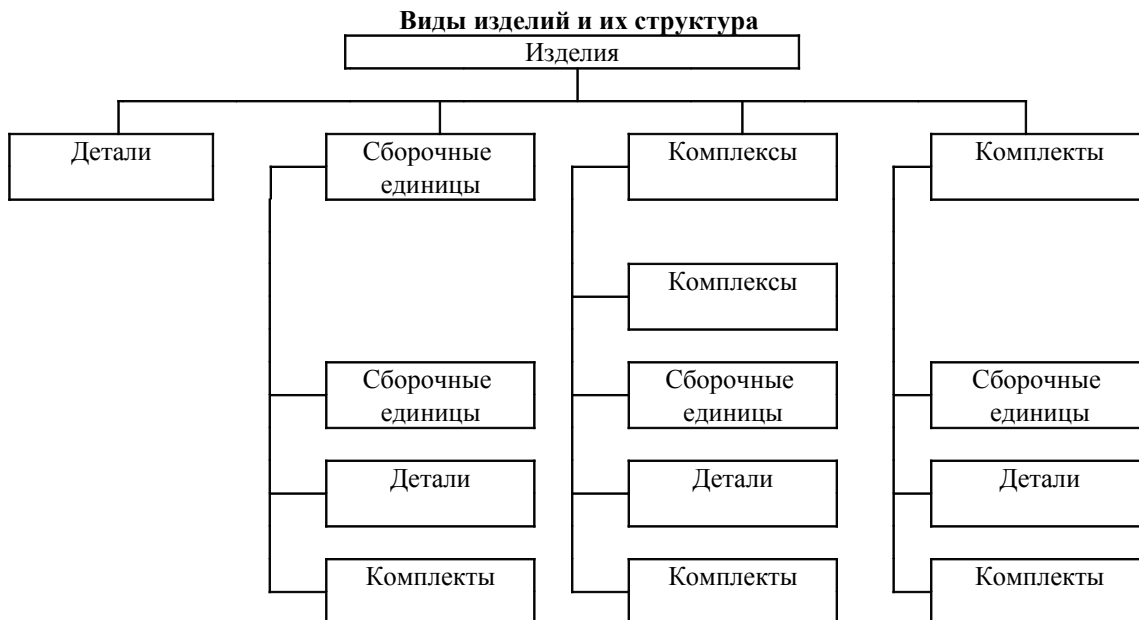 Виды изделий и их структура
Изделия
Детали
Сборочные
единицы
Комплексы
Комплекты
Комплексы
Сборочные
единицы
Сборочные
единицы
Сборочные
единицы
Детали
Детали
Детали
Комплекты
Комплекты
Комплекты